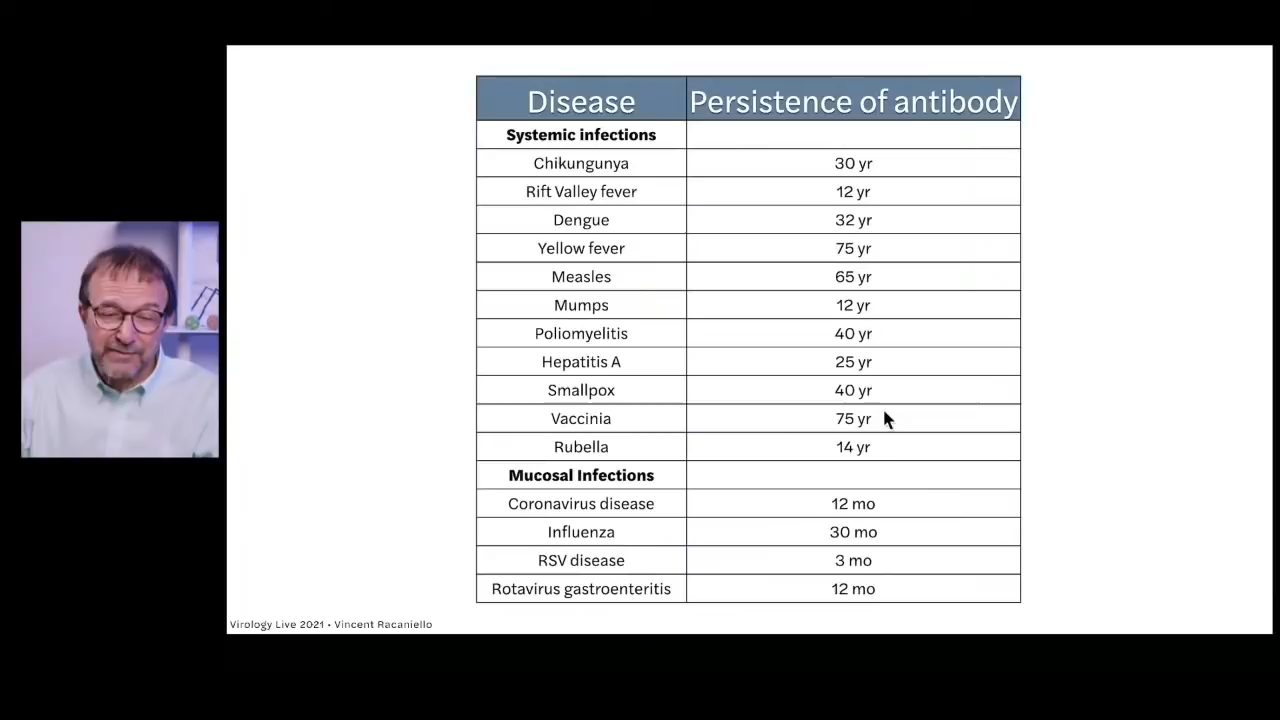 Disease Persistence of antibody
Systemic infections
Chikungunya 30 yr
Rift Valley fever 12 yr
Dengue 32 yr
Yellow fever 75 yr
Measles 65 yr
Mumps 12 yr
Poliomyelitis 40 yr
Hepatitis A 25 yr
Smallpox 40 yr
Vaccinia 75 yr
Rubella 14 yr
Mucosal Infections
Coronavirus disease 12 mo
Influenza 30 mo
RSV disease 3 mo
Rotavirus gastroenteritis 12 mo
Virology Live 2021 • Vincent Racaniello